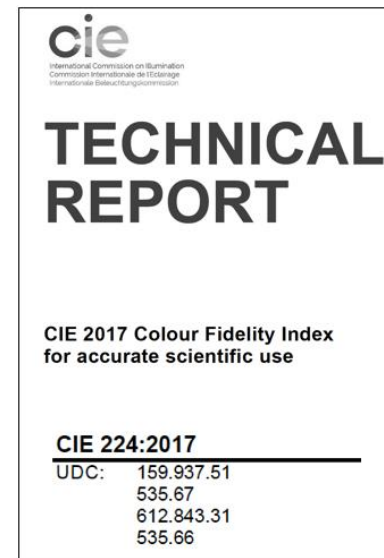 cie
International Commission on Illumination
Commission Internationale de l'Eclairage
Internationale Beleuchtungskommission
TECHNICAL
REPORT
CIE 2017 Colour Fidelity Index
for accurate scientific use
CIE 224:2017
UDC: 159.937.51
535.67
612.843.31
535.66